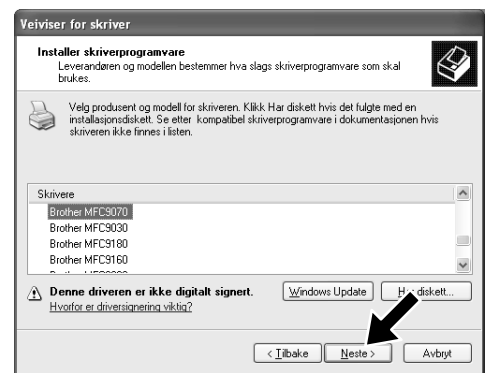 Veiviser for skriver
Installer skriverprogramvare
Leverandøren og modellen bestemmer hva slags skriverprogramvare som skal
brukes.
Velg produsent og modell for skriveren. Klikk Har diskett hvis det fulgte med en
installasjonsdiskett. Se etter kompatibel skriverprogramvare i dokumentasjonen hvis
skriveren ikke finnes i listen.
Skrivere
Brother MFC9070
Brother MFC9030
Brother MFC9180
Brother MFC9160
Denne driveren er ikke digitalt signert.
Hvorfor er driversignering viktig?
Windows Update
diskett...
< Tilbake
Neste >
Avbryt